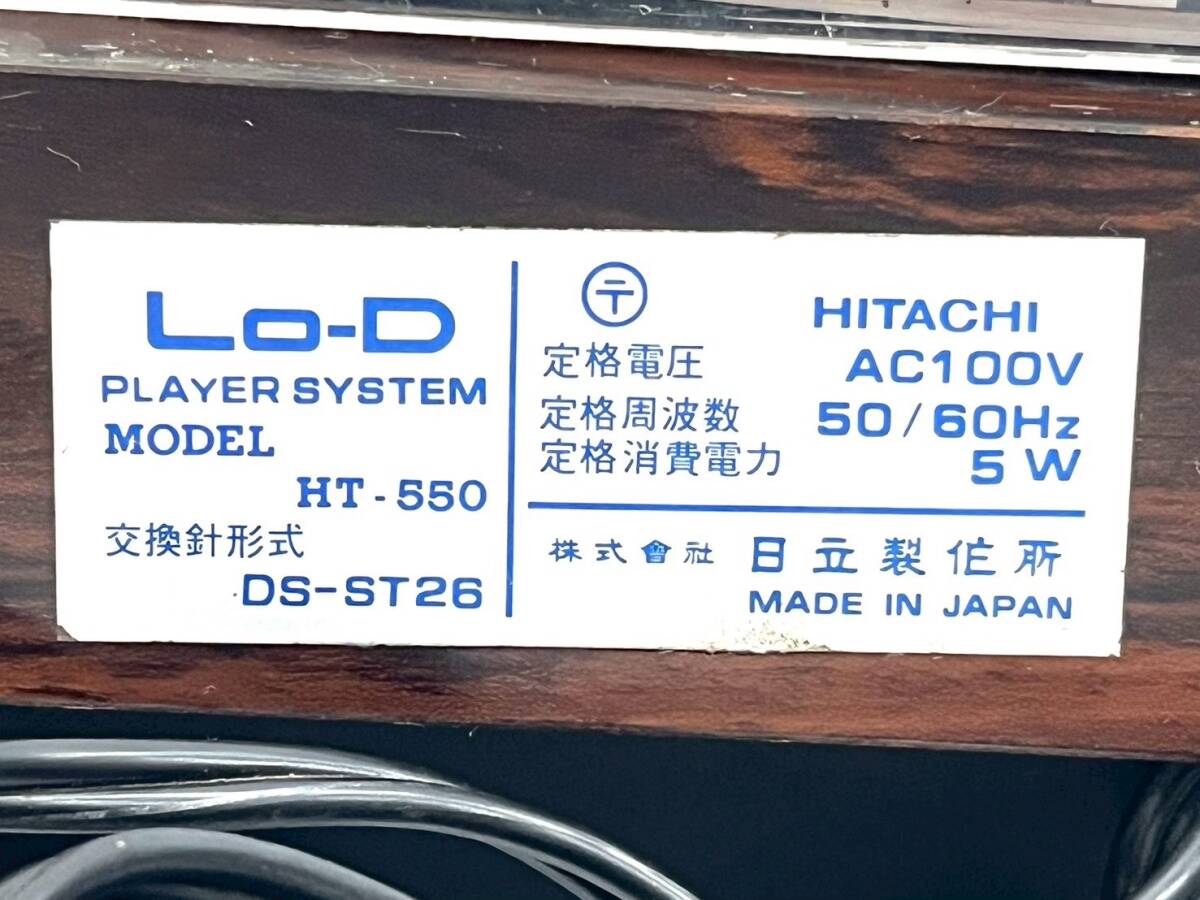 Lo-D
PLAYER SYSTEM
MODEL
HT-550
交換針形式
DS-ST26
〒
HITACHI
定格電圧 AC100V
定格周波数 50/60Hz
定格消費電力 5W
株式會社 日立製作所
MADE IN JAPAN